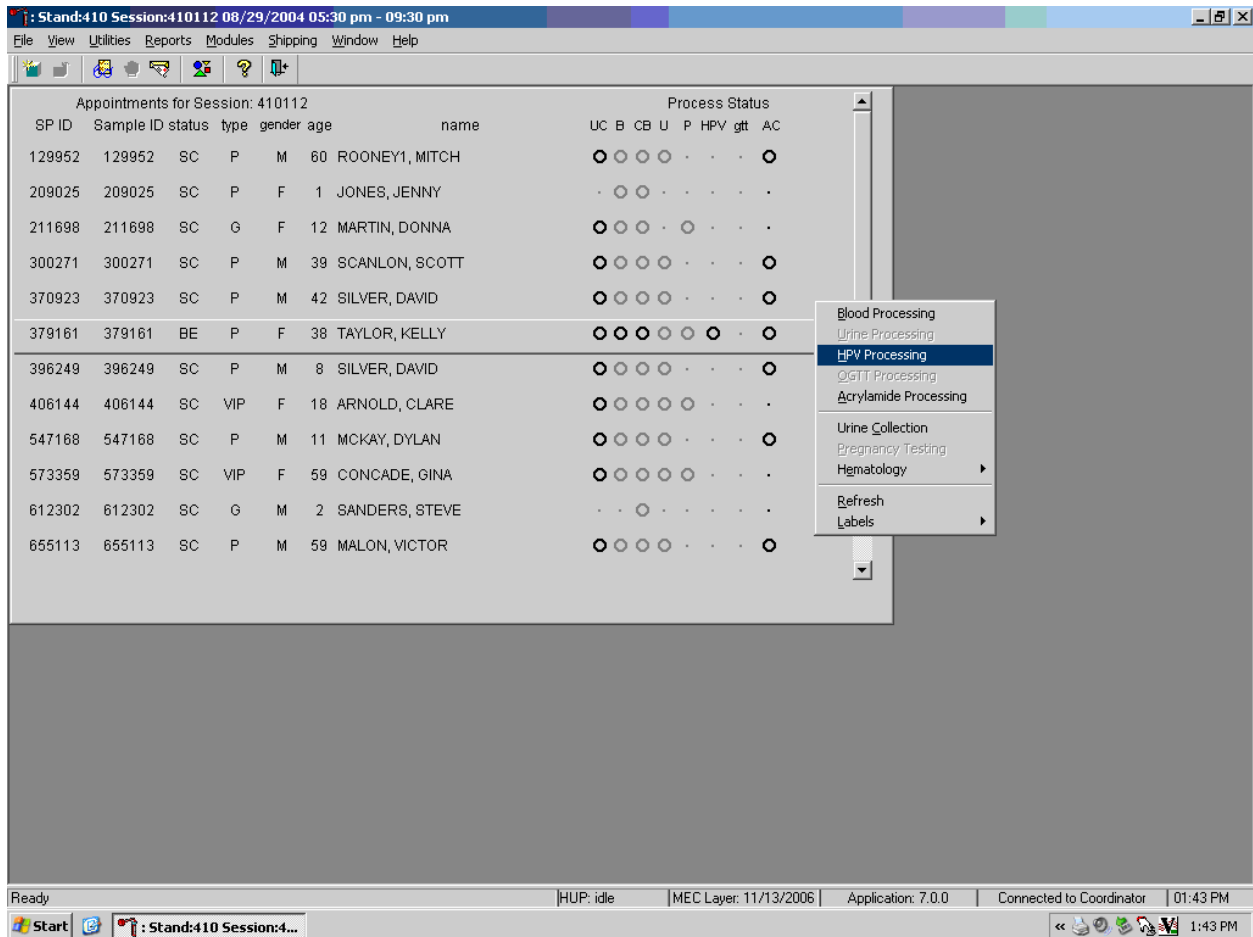 : Stand:410 Session:410112 08/29/2004 05:30 pm - 09:30 pm
File View Utilities Reports Modules Shipping Window Help
Appointments for Session: 410112 Process Status
SP ID Sample ID status type gender age name UC B CB U P HPV gtt AC
129952 129952 SC P M 60 ROONEY1, MITCH
209025 209025 SC P F 1 JONES, JENNY
211698 211698 SC G F 12 MARTIN, DONNA
300271 300271 SC P M 39 SCANLON, SCOTT
370923 370923 SC P M 42 SILVER, DAVID
379161 379161 BE P F 38 TAYLOR, KELLY
396249 396249 SC P M 8 SILVER, DAVID
406144 406144 SC VIP F 18 ARNOLD, CLARE
547168 547168 SC P M 11 MCKAY, DYLAN
573359 573359 SC VIP F 59 CONCADE, GINA
612302 612302 SC G M 2 SANDERS, STEVE
655113 655113 SC P M 59 MALON, VICTOR
Blood Processing
Urine Processing
HPV Processing
OGTT Processing
Acrylamide Processing
Urine Collection
Pregnancy Testing
Hematology
Refresh
Labels
Ready HUP: idle MEC Layer: 11/13/2006 Application: 7.0.0 Connected to Coordinator 01:43 PM
Start : Stand:410 Session:4... « 1:43 PM